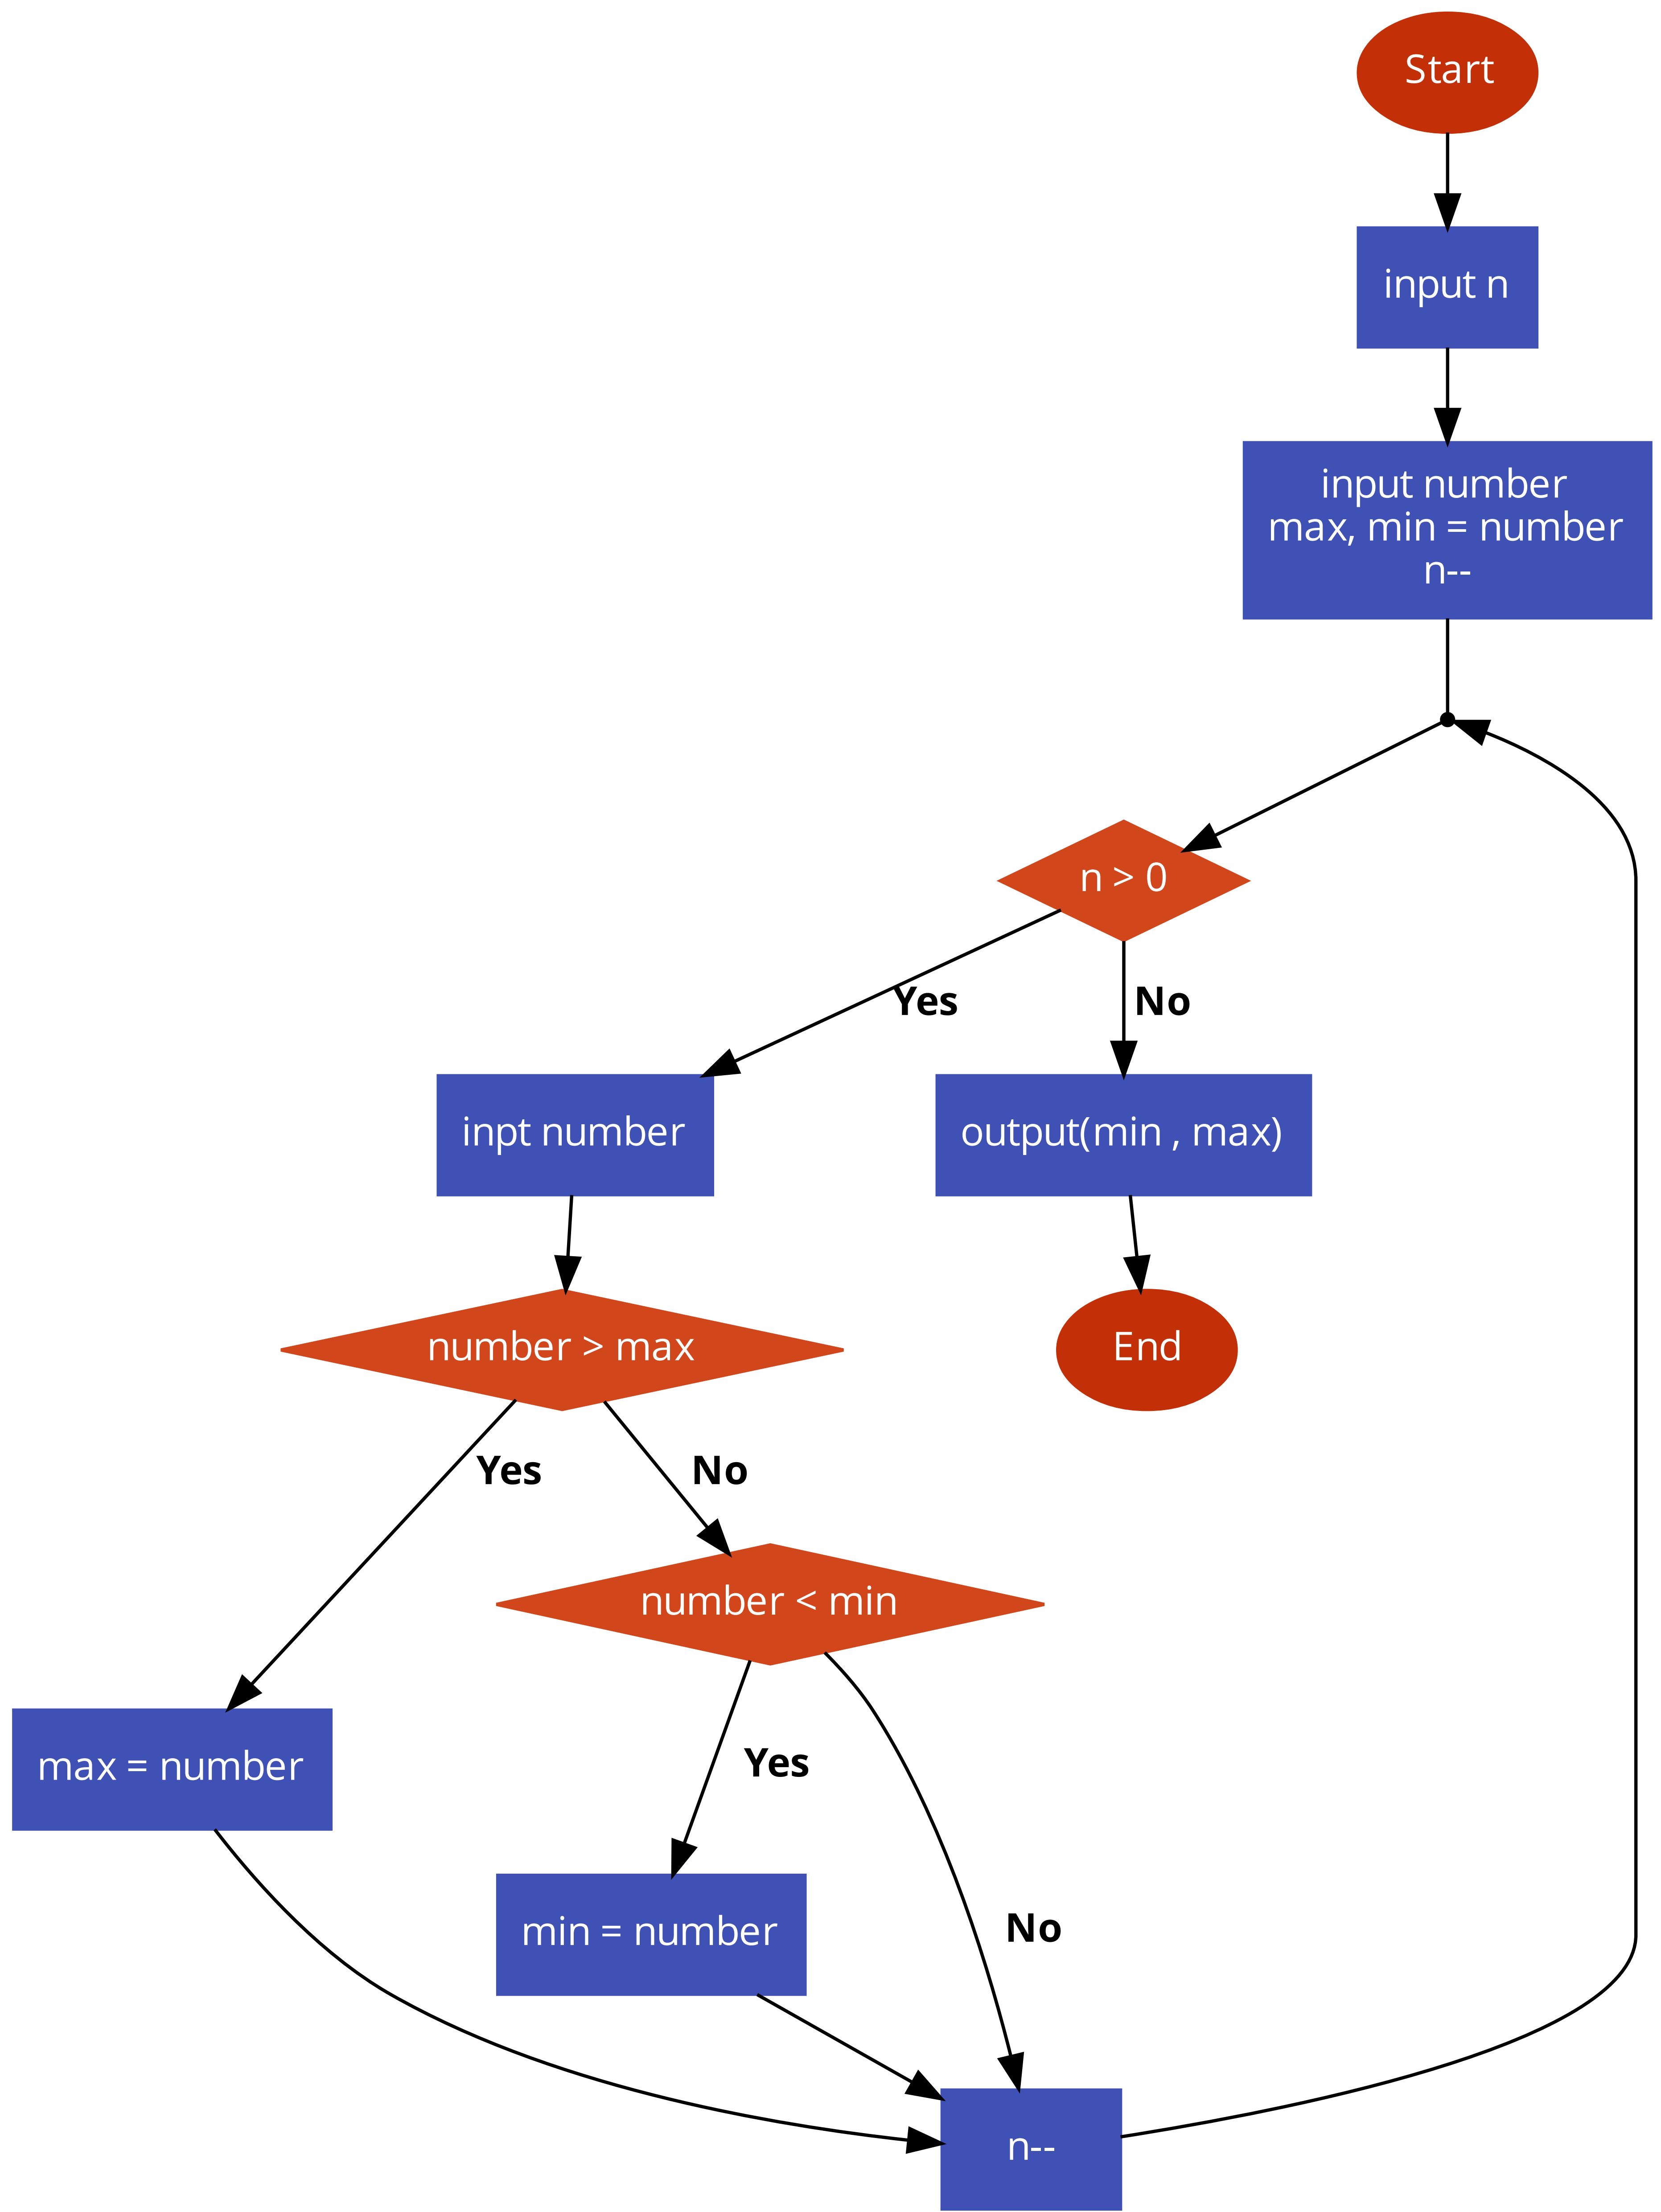 Start
input n
input number
max, min = number
n--
n > 0
Yes
No
inpt number
output(min , max)
number > max
End
Yes
No
number < min
max = number
Yes
min = number
No
n--